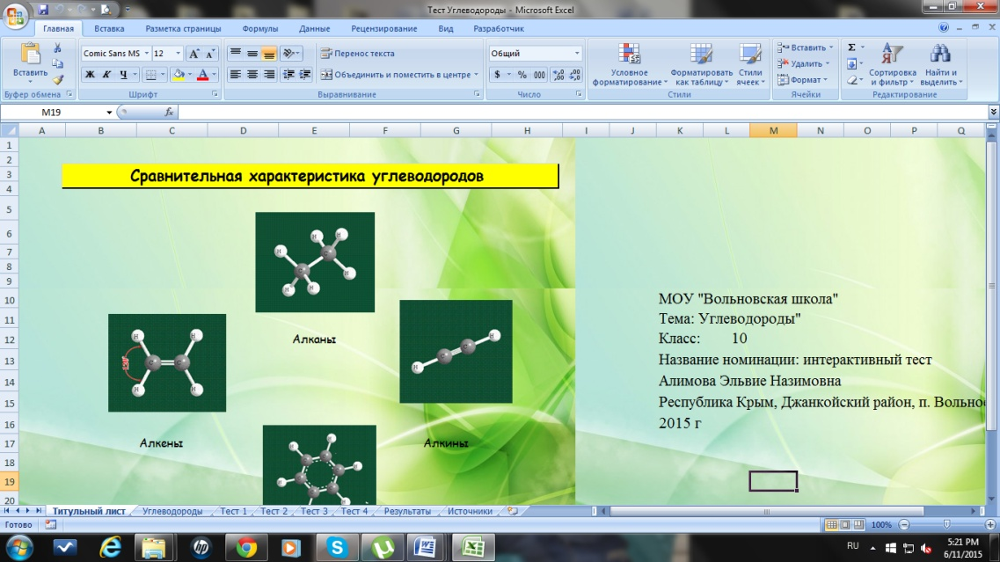 Тест Углеводороды - Microsoft Excel
Главная Вставка Разметка страницы Формулы Данные Рецензирование Вид Разработчик
Вставить
Буфер обмена
Comic Sans MS 12
Ж К Ч
Шрифт
Перенос текста
Объединить и поместить в центре
Выравнивание
Общий
$ % 000
Число
Условное форматирование
Форматировать как таблицу
Стили ячеек
Стили
Вставить
Удалить
Формат
Ячейки
Сортировка и фильтр
Найти и выделить
Редактирование
M19 fx
A B C D E F G H I J K L M N O P Q
1
2
3
4
5
6
7
8
9
10
11
12
13
14
15
16
17
18
19
20
Сравнительная характеристика углеводородов
Алканы
Алкены
Алкины
МОУ "Вольновская школа"
Тема: Углеводороды"
Класс: 10
Название номинации: интерактивный тест
Алимова Эльвие Назимовна
Республика Крым, Джанкойский район, п. Вольно
2015 г
Титульный лист Углеводороды Тест 1 Тест 2 Тест 3 Тест 4 Результаты Источники
Готово 100%
RU 5:21 PM
6/11/2015